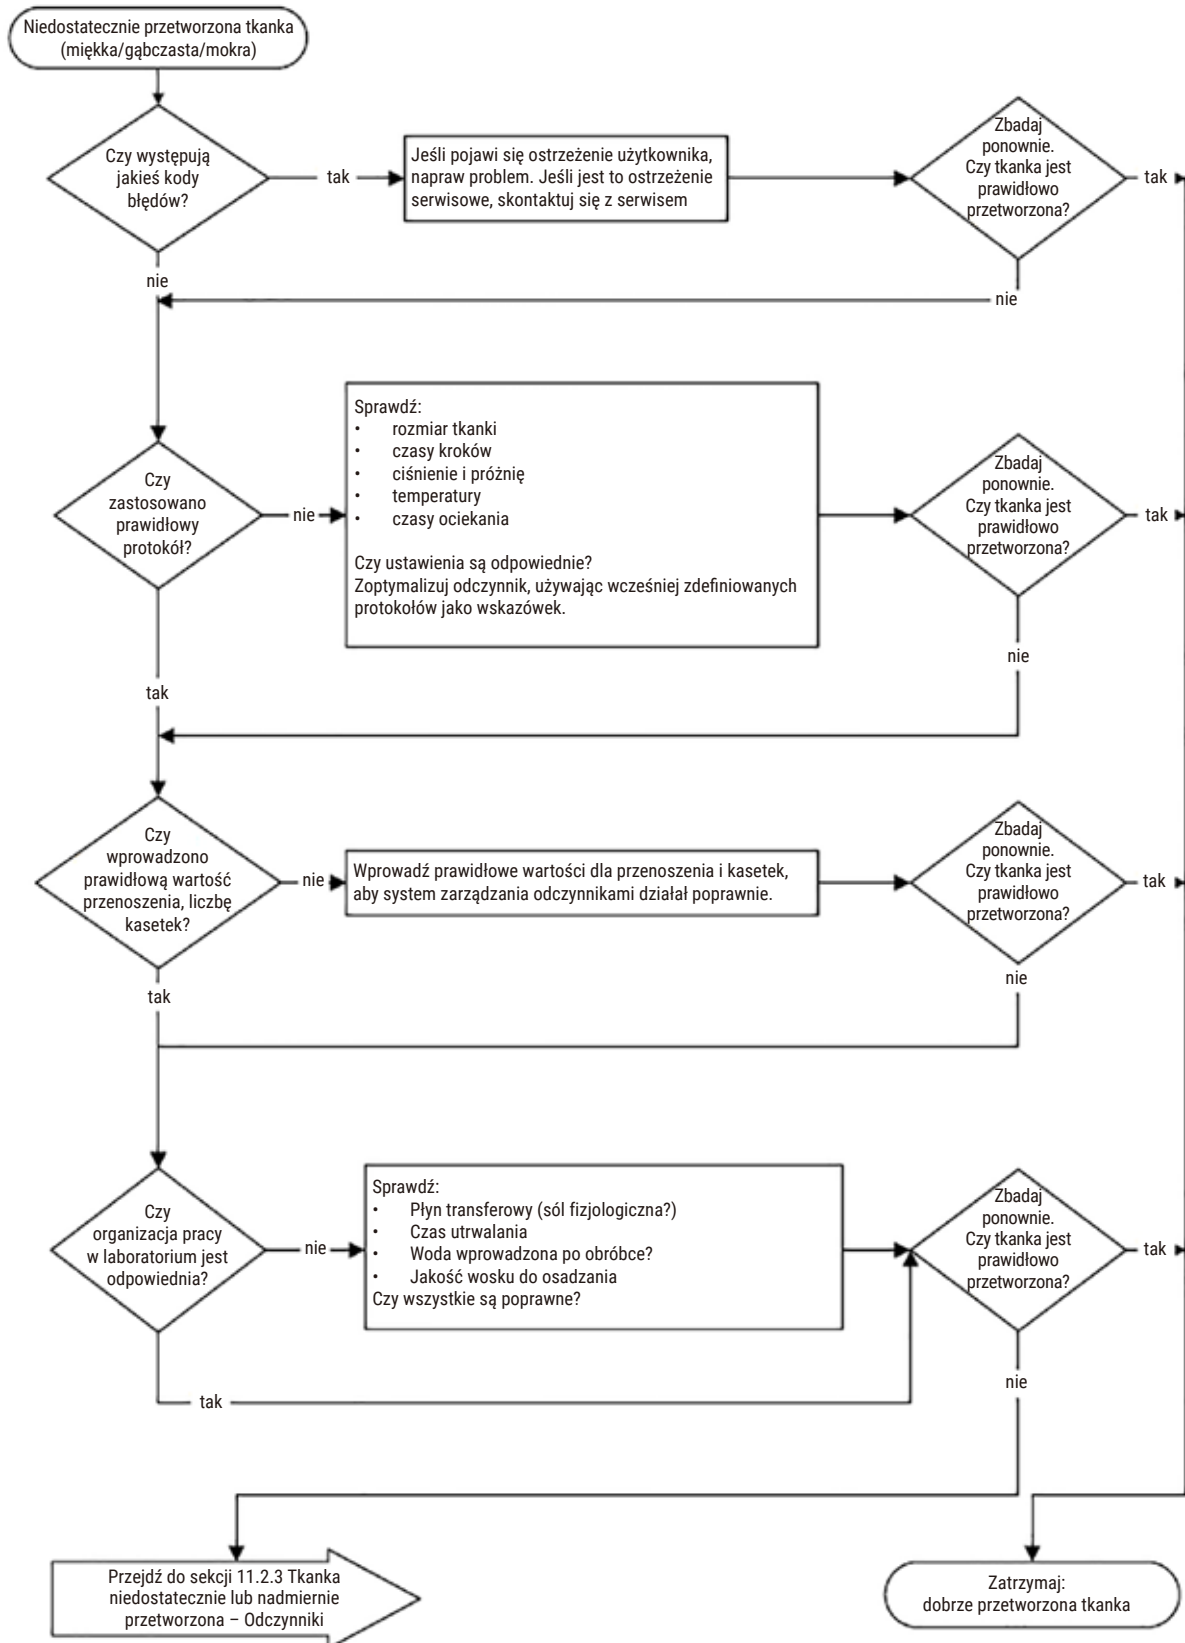 Niedostatecznie przetworzona tkanka
(miękka/gąbczasta/mokra)
Czy występują
jakieś kody
błędów?
tak
Jeśli pojawi się ostrzeżenie użytkownika,
napraw problem. Jeśli jest to ostrzeżenie
serwisowe, skontaktuj się z serwisem
Zbadaj
ponownie.
Czy tkanka jest
prawidłowo
przetworzona?
tak
nie
nie
Czy
zastosowano
prawidłowy
protokół?
nie
Sprawdź:
• rozmiar tkanki
• czasy kroków
• ciśnienie i próżnię
• temperatury
• czasy ociekania
Czy ustawienia są odpowiednie?
Zoptymalizuj odczynnik, używając wcześniej zdefiniowanych
protokołów jako wskazówek.
Zbadaj
ponownie.
Czy tkanka jest
prawidłowo
przetworzona?
tak
nie
tak
Czy
wprowadzono
prawidłową wartość
przenoszenia, liczbę
kasetek?
nie
Wprowadź prawidłowe wartości dla przenoszenia i kasetek,
aby system zarządzania odczynnikami działał poprawnie.
Zbadaj
ponownie.
Czy tkanka jest
prawidłowo
przetworzona?
tak
nie
tak
Czy
organizacja pracy
w laboratorium jest
odpowiednia?
nie
Sprawdź:
• Płyn transferowy (sól fizjologiczna?)
• Czas utrwalania
• Woda wprowadzona po obróbce?
• Jakość wosku do osadzania
Czy wszystkie są poprawne?
Zbadaj
ponownie.
Czy tkanka jest
prawidłowo
przetworzona?
tak
nie
tak
Przejdź do sekcji 11.2.3 Tkanka
niedostatecznie lub nadmiernie
przetworzona – Odczynniki
Zatrzymaj:
dobrze przetworzona tkanka